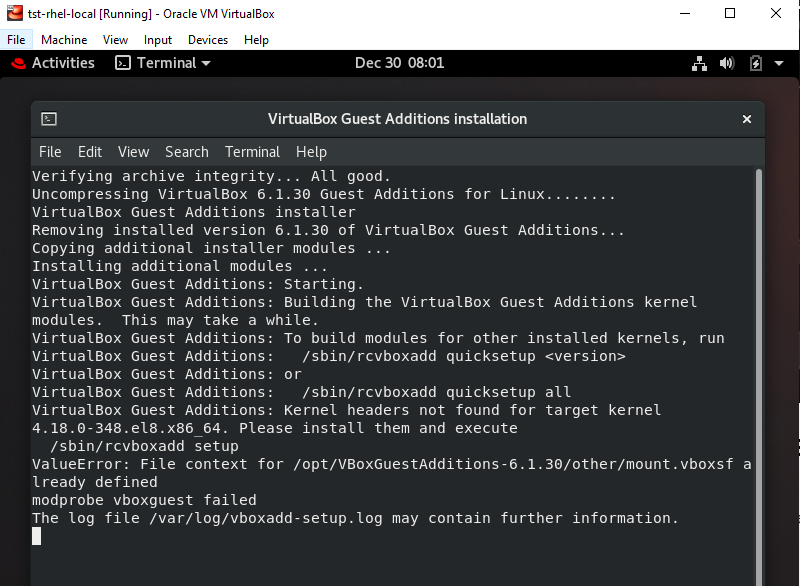 tst-rhel-local [Running] - Oracle VM VirtualBox
File Machine View Input Devices Help
Activities Terminal Dec 30 08:01
VirtualBox Guest Additions installation
File Edit View Search Terminal Help
Verifying archive integrity... All good.
Uncompressing VirtualBox 6.1.30 Guest Additions for Linux........
VirtualBox Guest Additions installer
Removing installed version 6.1.30 of VirtualBox Guest Additions...
Copying additional installer modules ...
Installing additional modules ...
VirtualBox Guest Additions: Starting.
VirtualBox Guest Additions: Building the VirtualBox Guest Additions kernel
modules.  This may take a while.
VirtualBox Guest Additions: To build modules for other installed kernels, run
VirtualBox Guest Additions:   /sbin/rcvboxadd quicksetup <version>
VirtualBox Guest Additions: or
VirtualBox Guest Additions:   /sbin/rcvboxadd quicksetup all
VirtualBox Guest Additions: Kernel headers not found for target kernel
4.18.0-348.el8.x86_64. Please install them and execute
  /sbin/rcvboxadd setup
ValueError: File context for /opt/VBoxGuestAdditions-6.1.30/other/mount.vboxsf a
lready defined
modprobe vboxguest failed
The log file /var/log/vboxadd-setup.log may contain further information.